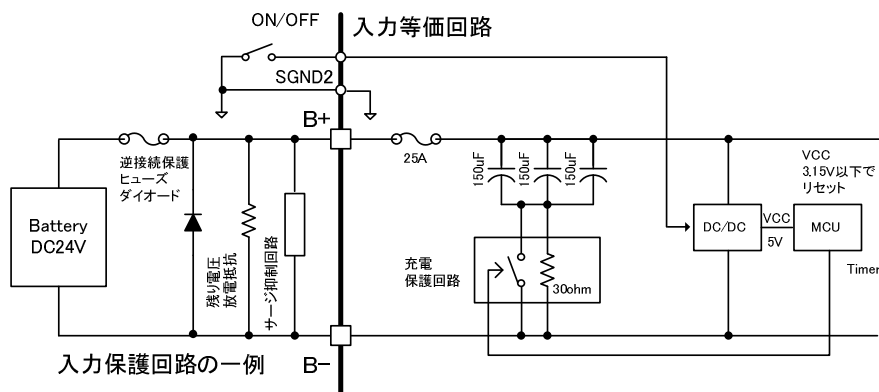 ON/OFF
入力等価回路
SGND2
B+
逆接続保護
ヒューズ
ダイオード
25A
150uF
150uF
150uF
VCC
3.15V以下で
リセット
Battery
DC24V
残り電圧
放電抵抗
サージ抑制回路
充電
保護回路
30ohm
DC/DC
VCC
5V
MCU
Timer
入力保護回路の一例
B−